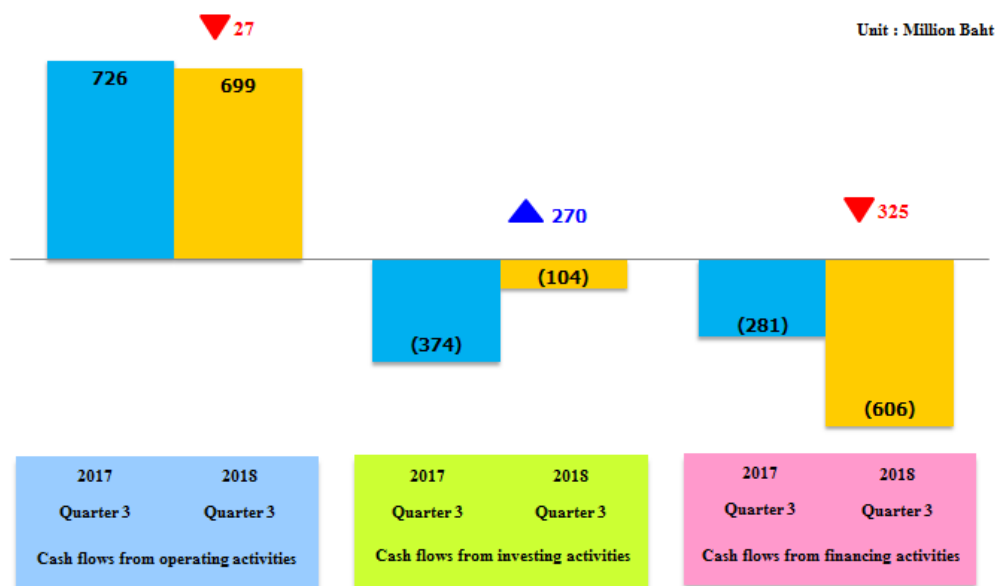 27
Unit : Million Baht
726
699
270
325
(104)
(374)
(281)
(606)
2017 2018
Quarter 3 Quarter 3
Cash flows from operating activities
2017 2018
Quarter 3 Quarter 3
Cash flows from investing activities
2017 2018
Quarter 3 Quarter 3
Cash flows from financing activities